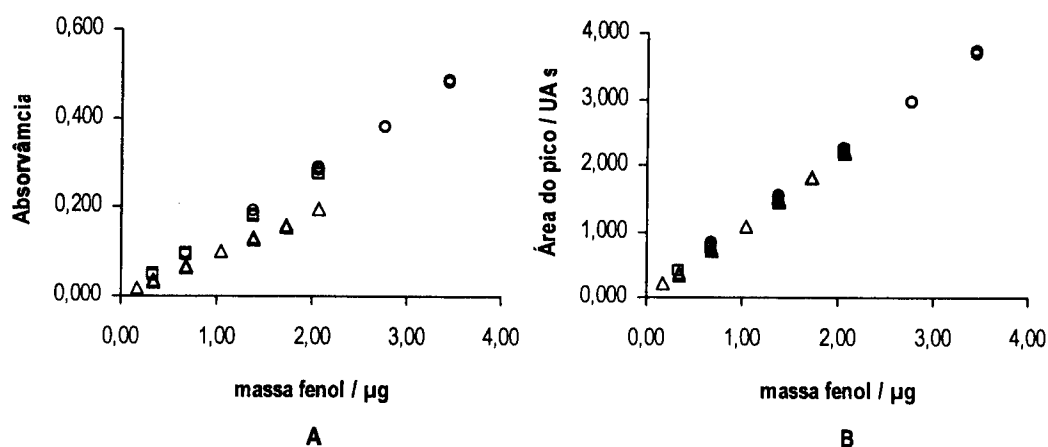 0,600
0,400
0,200
0,000
Absorvâmcia
0,00 1,00 2,00 3,00 4,00
massa fenol / µg
A
4,000
3,000
2,000
1,000
0,000
Área do pico / UA s
0,00 1,00 2,00 3,00 4,00
massa fenol / µg
B